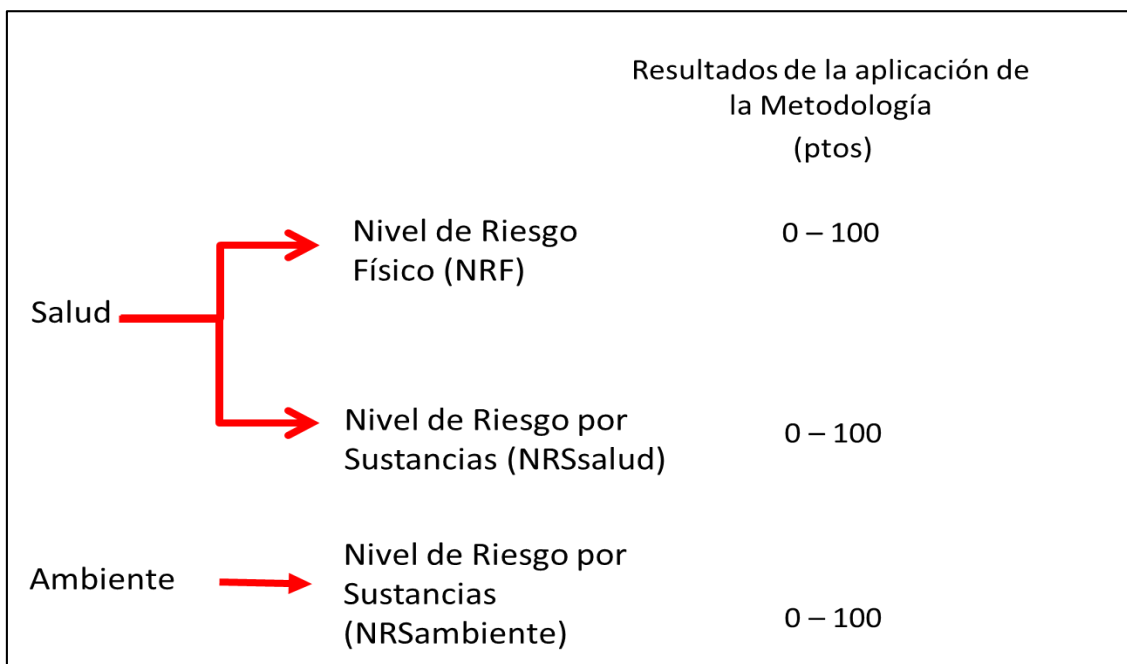 Resultados de la aplicación de
la Metodología
(ptos)
Salud
Nivel de Riesgo
Físico (NRF)
0 – 100
Nivel de Riesgo por
Sustancias (NRSsalud)
0 – 100
Ambiente
Nivel de Riesgo por
Sustancias
(NRSambiente)
0 – 100